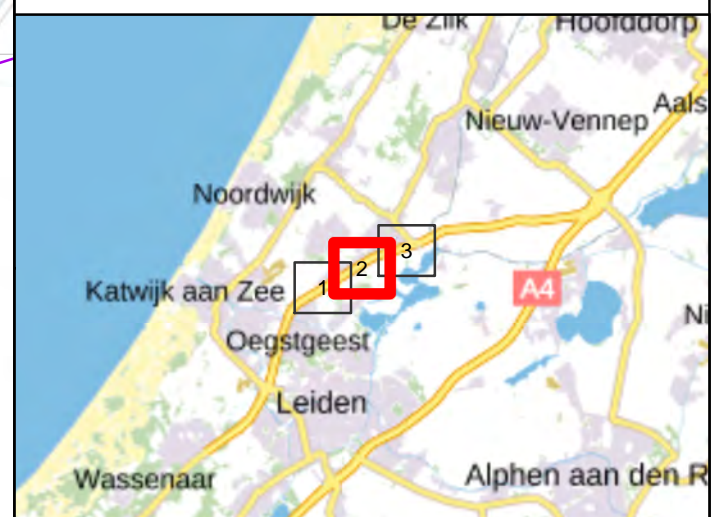 De Zilk
Hoofddorp
Aals
Nieuw-Vennep
Noordwijk
3
2
1
Katwijk aan Zee
A4
Ni
Oegstgeest
Leiden
Wassenaar
Alphen aan den R